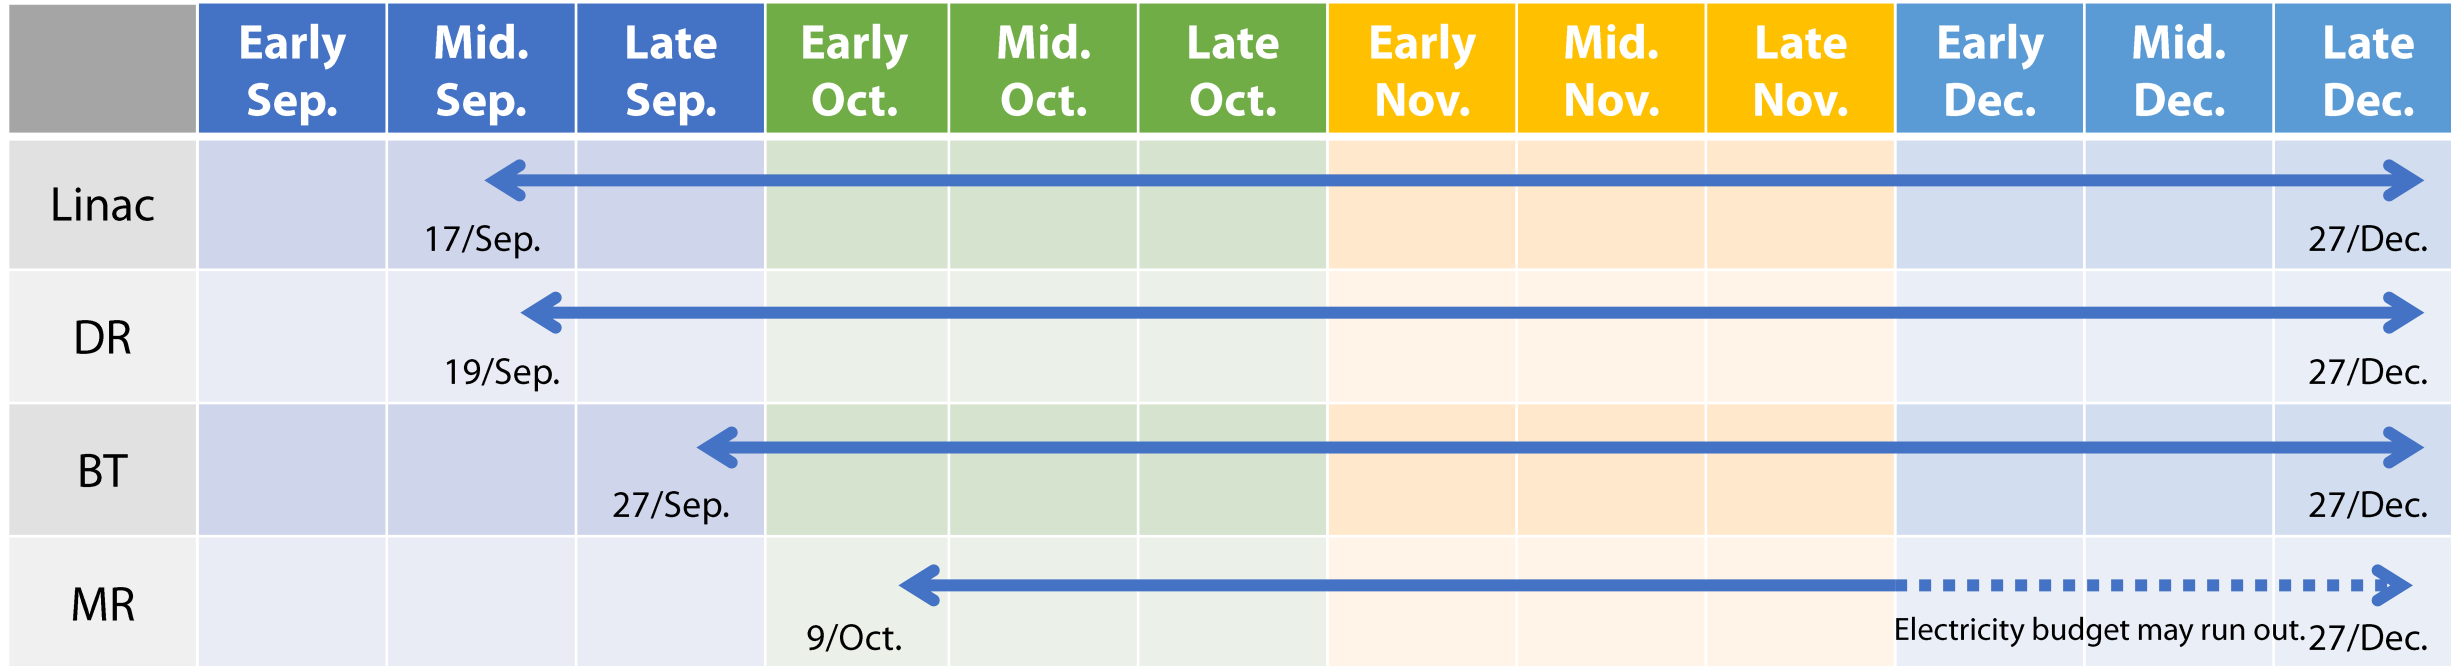 Early Sep.
Mid. Sep.
Late Sep.
Early Oct.
Mid. Oct.
Late Oct.
Early Nov.
Mid. Nov.
Late Nov.
Early Dec.
Mid. Dec.
Late Dec.
Linac
17/Sep.
27/Dec.
DR
19/Sep.
27/Dec.
BT
27/Sep.
27/Dec.
MR
9/Oct.
Electricity budget may run out.
27/Dec.